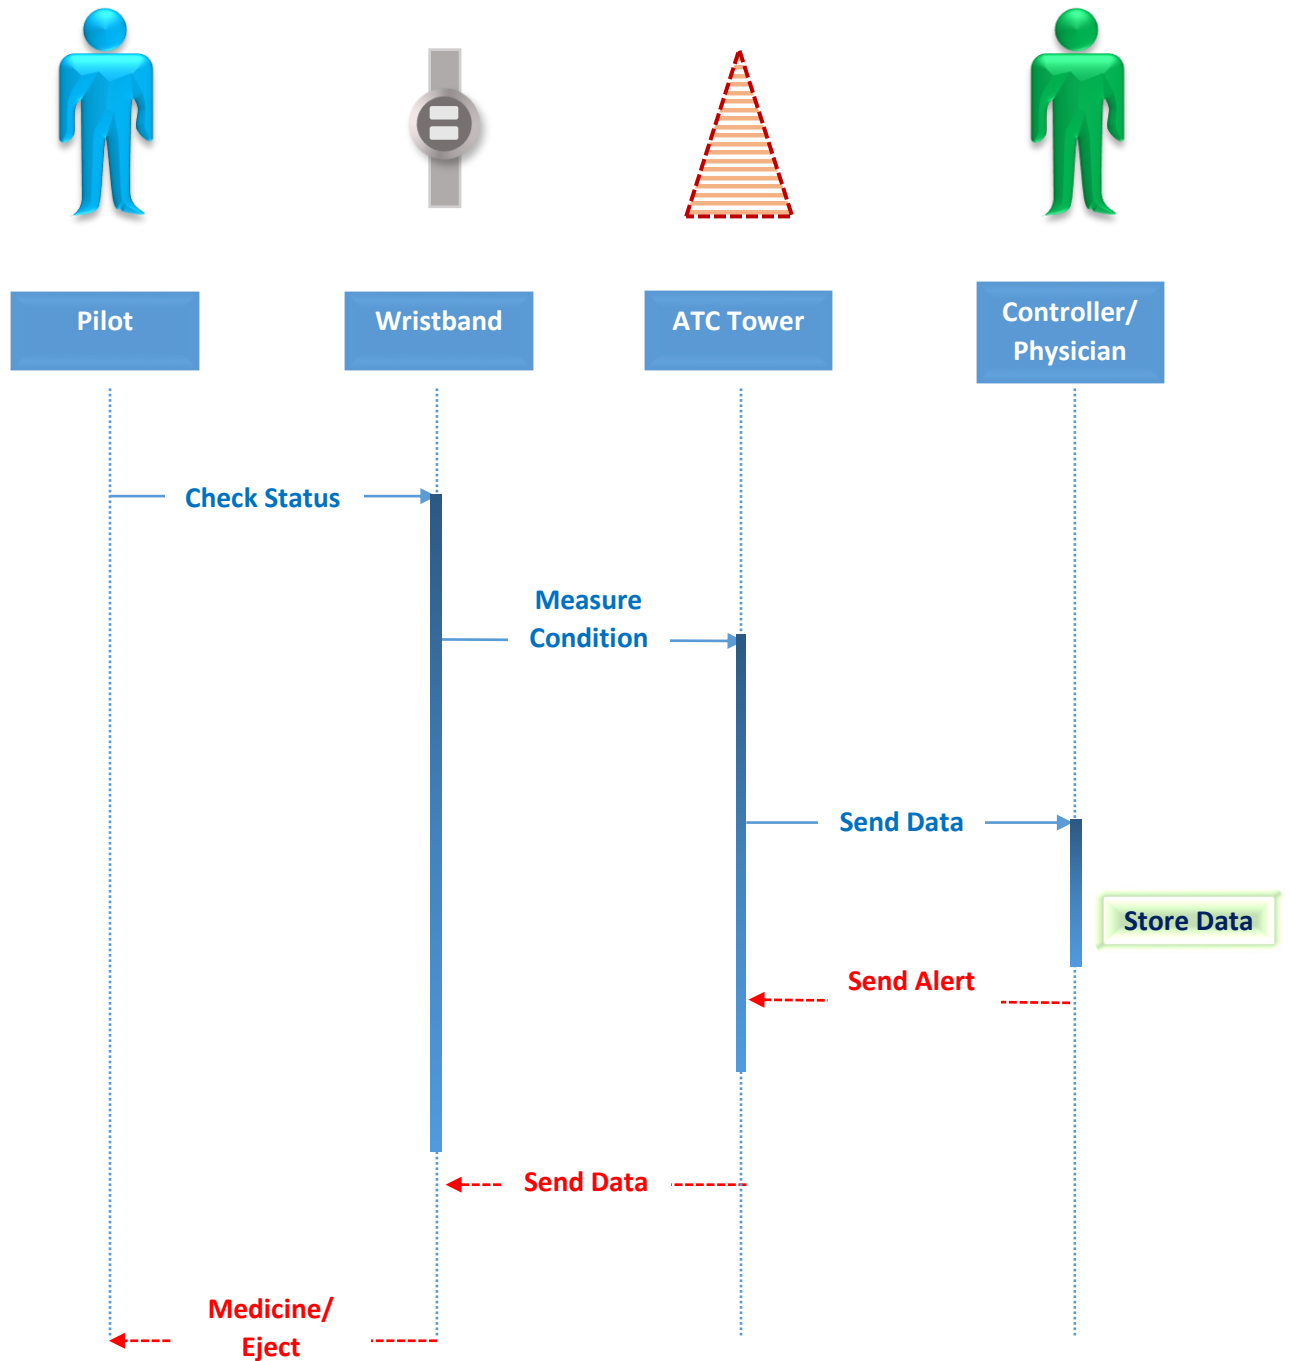 Pilot
Wristband
ATC Tower
Controller/
Physician
Check Status
Measure
Condition
Send Data
Store Data
Send Alert
Send Data
Medicine/
Eject